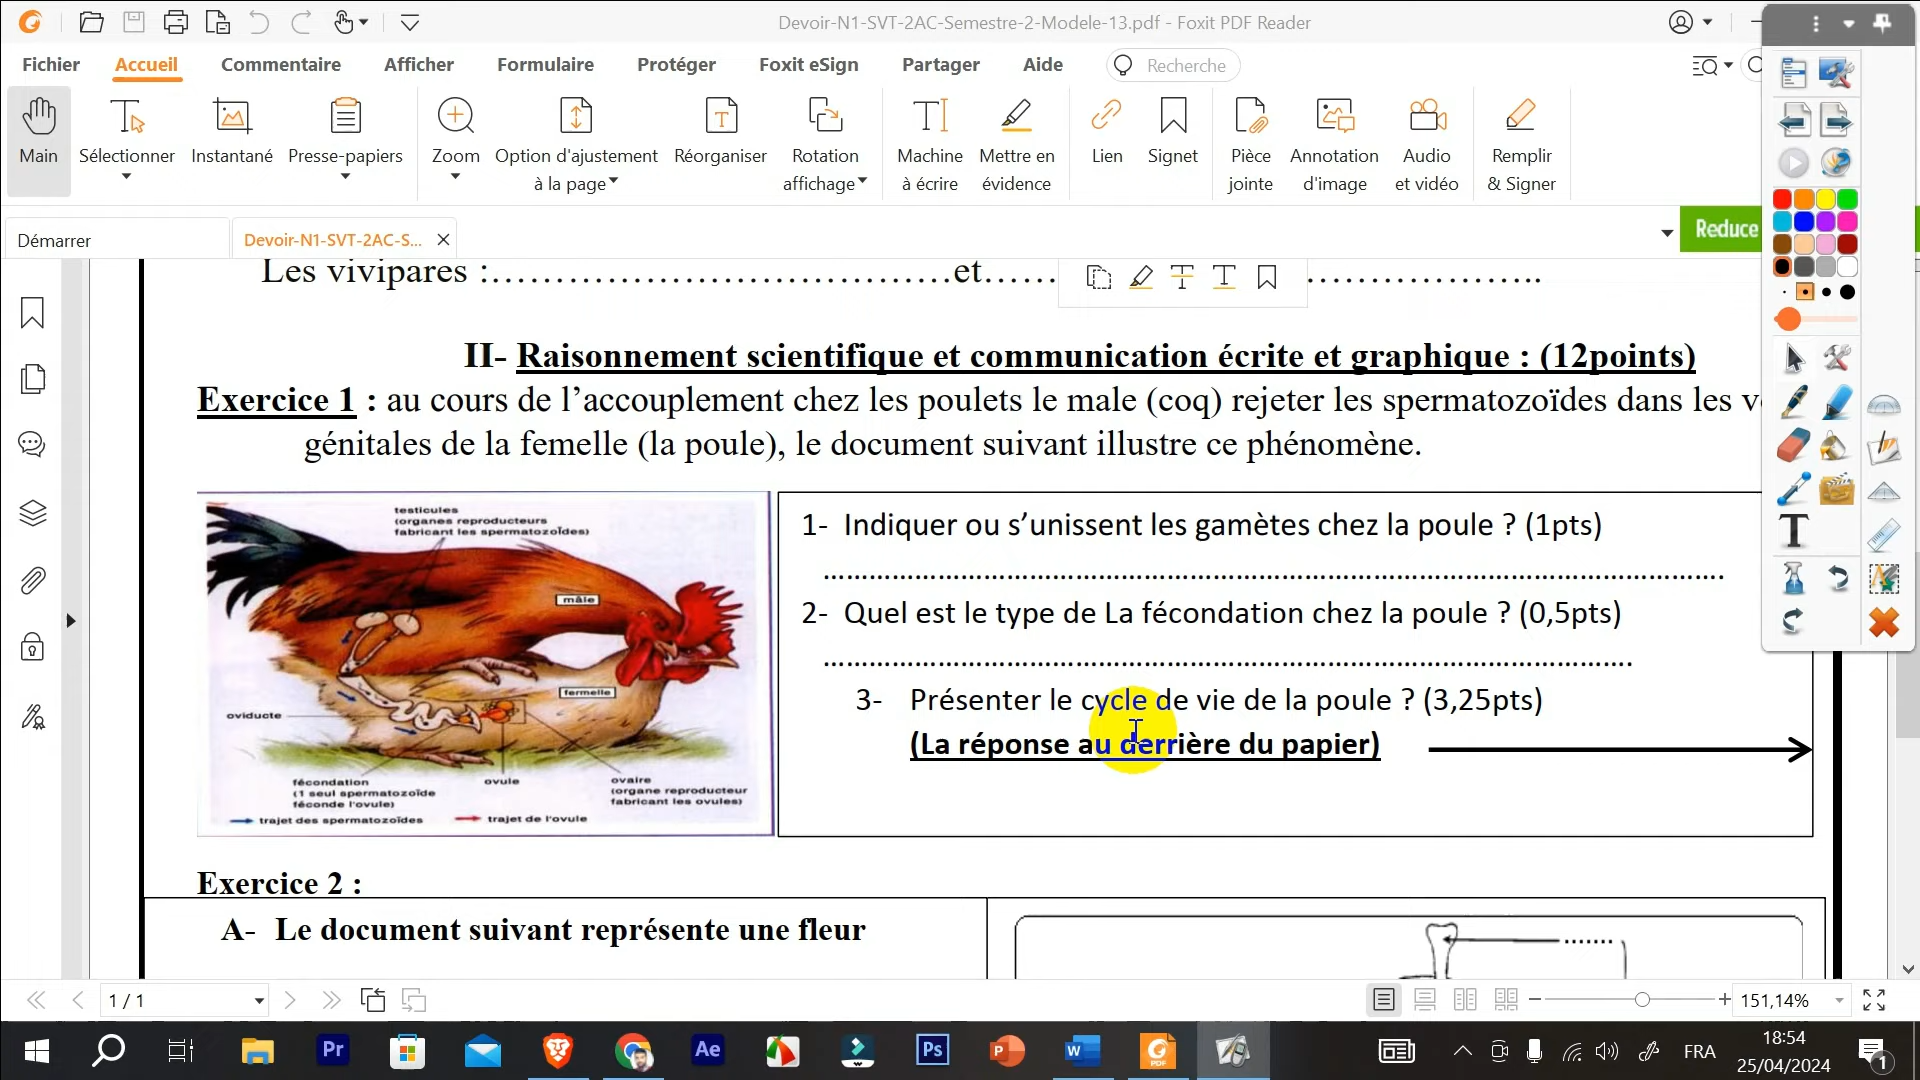 Devoir-N1-SVT-2AC-Semestre-2-Modele-13.pdf - Foxit PDF Reader
Fichier Accueil Commentaire Afficher Formulaire Protéger Foxit eSign Partager Aide Recherche
Main
Sélectionner
Instantané
Presse-papiers
Zoom
Option d'ajustement
à la page
Réorganiser
Rotation
affichage
Machine
à écrire
Mettre en
évidence
Lien
Signet
Pièce
jointe
Annotation
d'image
Audio
et vidéo
Remplir
& Signer
Démarrer
Devoir-N1-SVT-2AC-S...
Reduce
Les vivipares :……………………………………et…… ………………………..
II- Raisonnement scientifique et communication écrite et graphique : (12points)
Exercice 1 : au cours de l’accouplement chez les poulets le male (coq) rejeter les spermatozoïdes dans les
génitales de la femelle (la poule), le document suivant illustre ce phénomène.
testicules
(organes reproducteurs
fabricant les spermatozoïdes)
mâle
femelle
oviducte
fécondation
(1 seul spermatozoïde
féconde l'ovule)
ovule
ovaire
(organe reproducteur
fabricant les ovules)
trajet des spermatozoïdes
trajet de l'ovule
1- Indiquer ou s’unissent les gamètes chez la poule ? (1pts)
………………………………………………………………………………………………………
2- Quel est le type de La fécondation chez la poule ? (0,5pts)
…………………………………………………………………………………………….
3- Présenter le cycle de vie de la poule ? (3,25pts)
(La réponse au derrière du papier)
Exercice 2 :
A- Le document suivant représente une fleur
.......
1 / 1
151,14%
Pr
Ae
Ps
P
W
PDF
FRA
18:54
25/04/2024
1